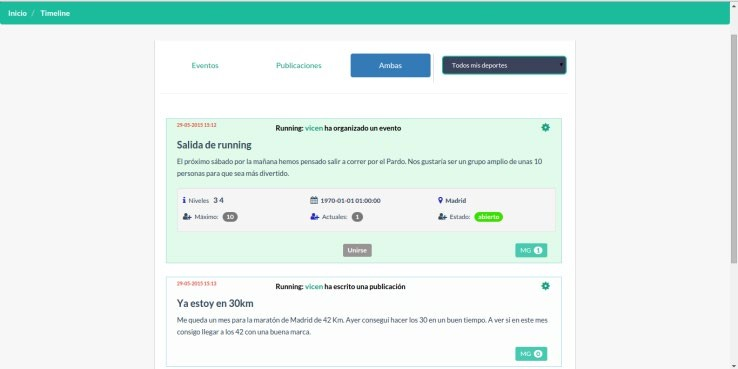 Inicio / Timeline
Eventos Publicaciones Ambas Todos mis deportes
29-05-2015 15:12 Running: vicen ha organizado un evento
Salida de running
El próximo sábado por la mañana hemos pensado salir a correr por el Pardo. Nos gustaría ser un grupo amplio de unas 10
personas para que sea más divertido.
Niveles 3 4 1970-01-01 01:00:00 Madrid
Máximo: 10 Actuales: 1 Estado: abierto
Unirse MG 1
29-05-2015 15:13 Running: vicen ha escrito una publicación
Ya estoy en 30km
Me queda un mes para la maratón de Madrid de 42 Km. Ayer conseguí hacer los 30 en un buen tiempo. A ver si en este mes
consigo llegar a los 42 con una buena marca.
MG 0